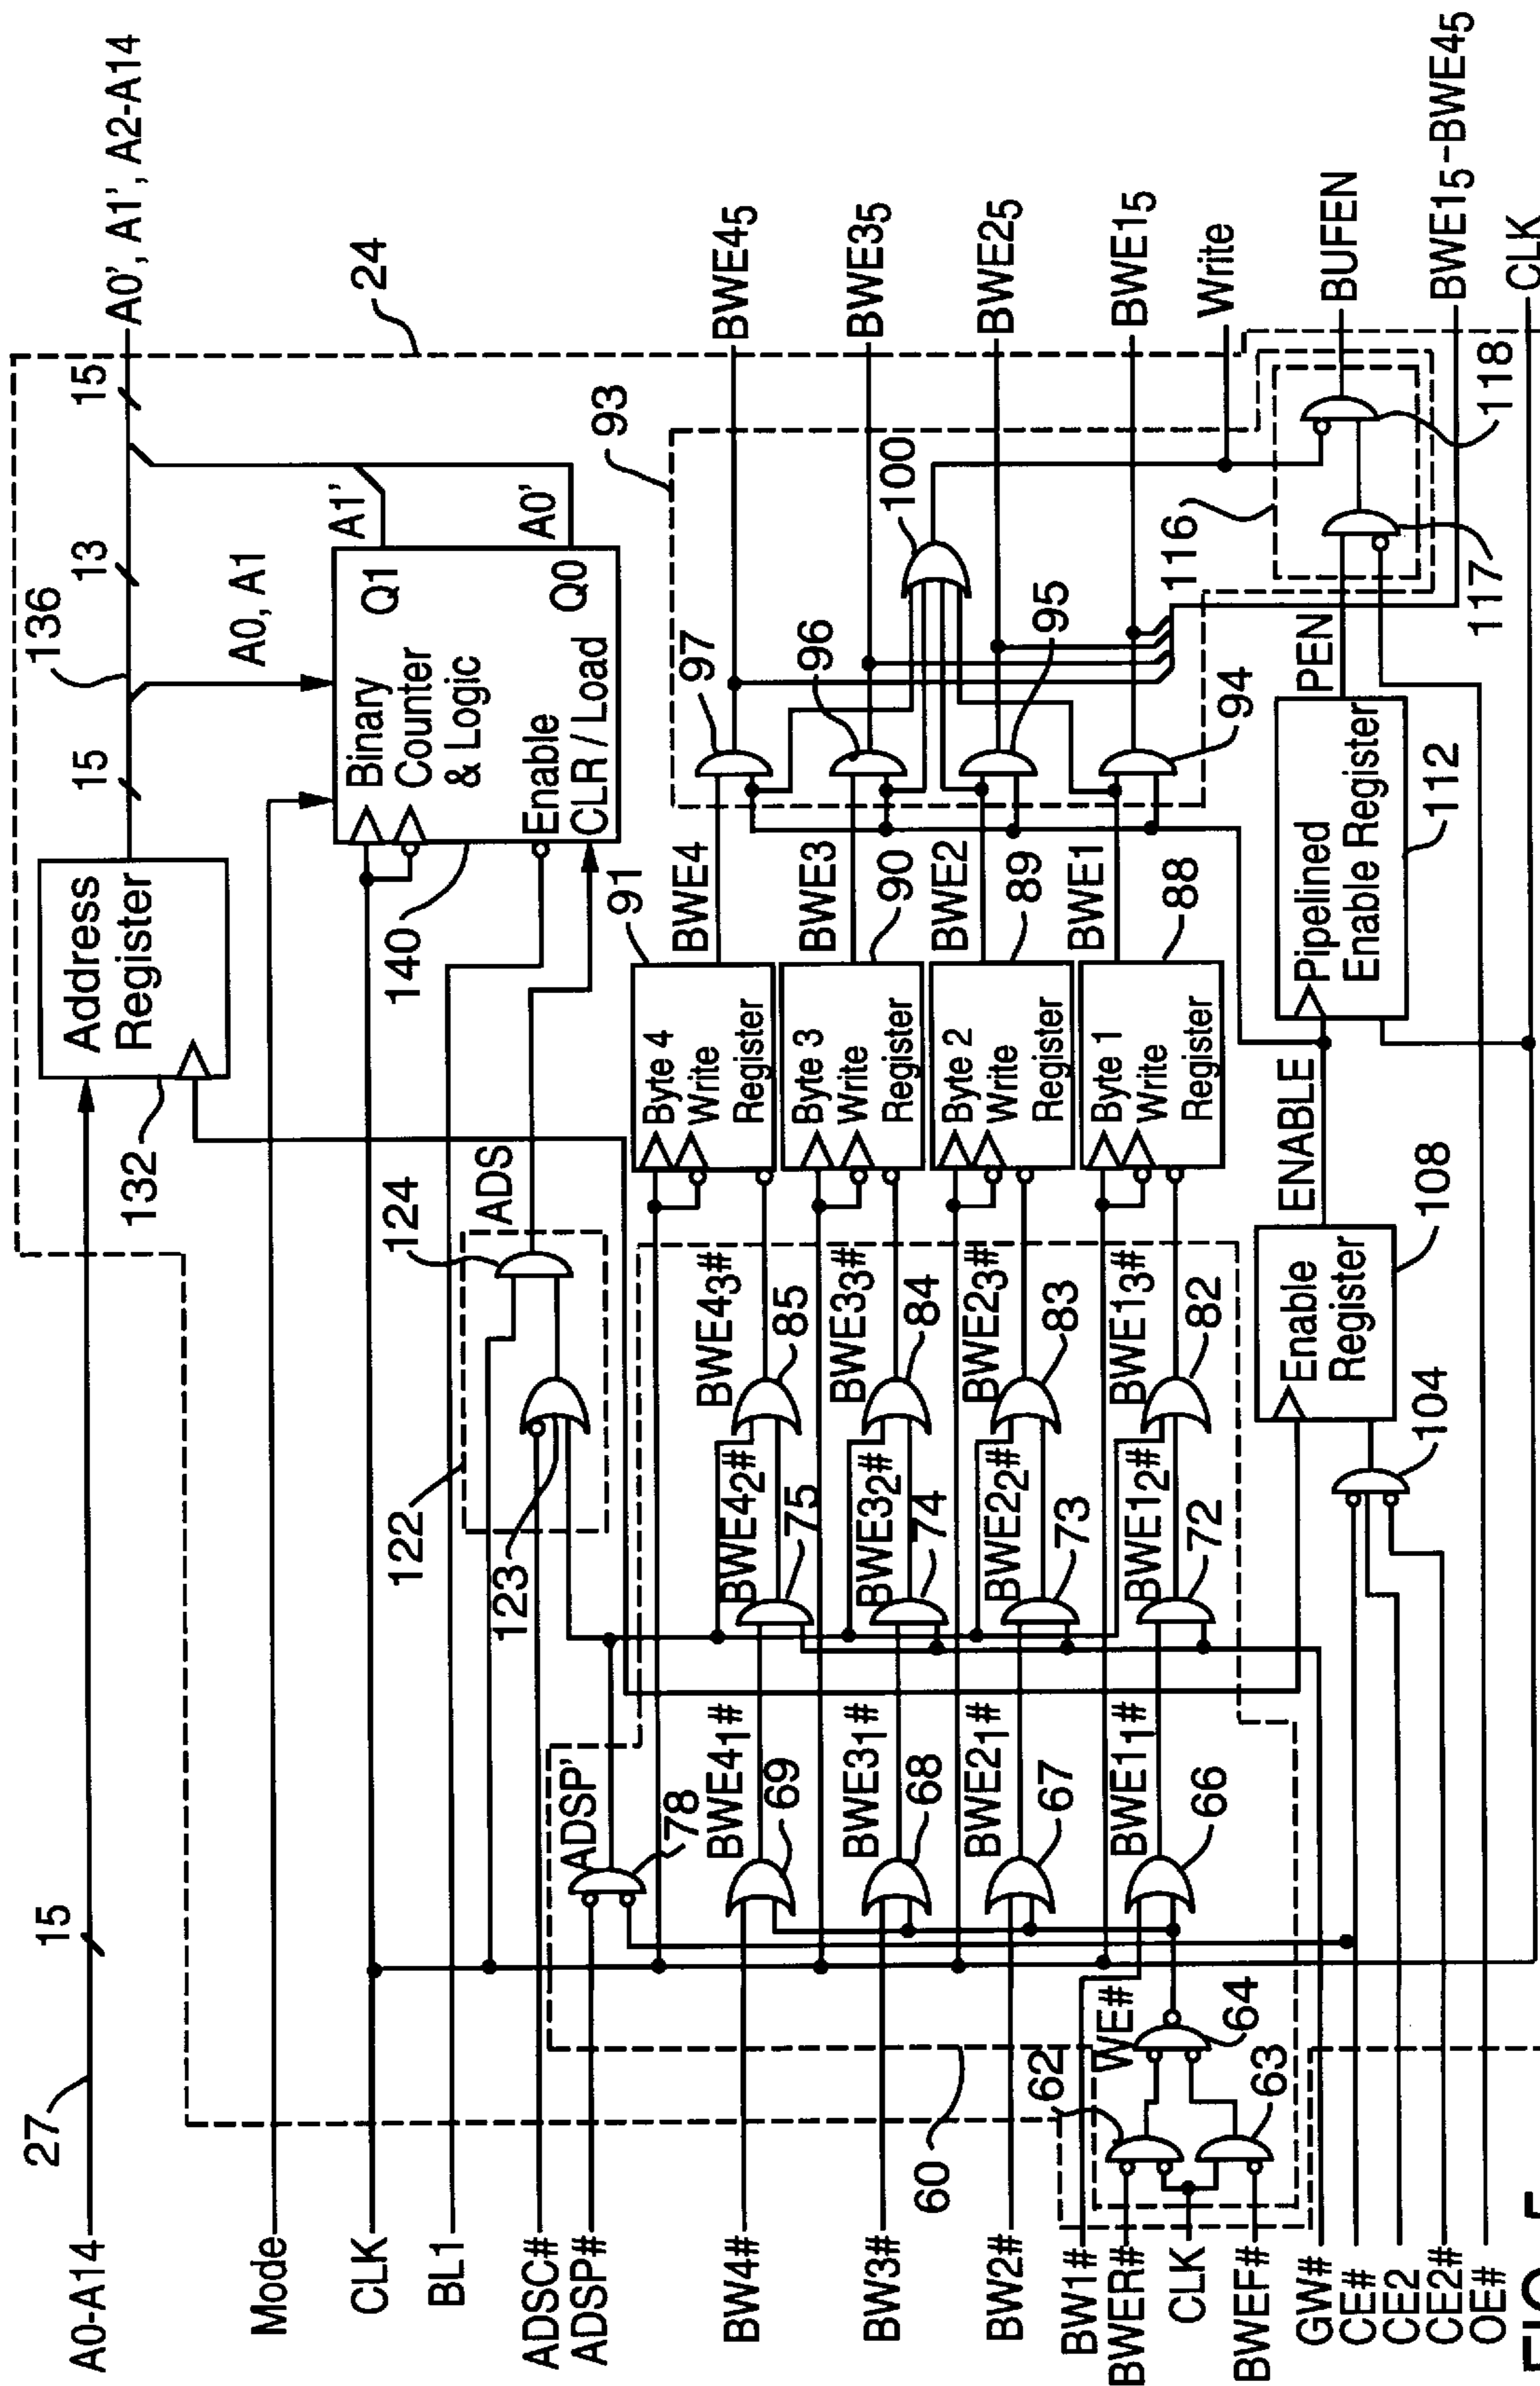 27
15
A0-A14
132
Address
Register
15
136
13
15
A0', A1', A2-A14
24
Mode
A0, A1
CLK
BL1
140
Binary
Counter
& Logic
Q1
Q0
Enable
CLR / Load
A1'
A0'
ADSC#
ADSP#
122
123
124
ADS
ADSP'
78
BW4#
BWE41#
69
BWE42#
75
BWE43#
85
Byte 4
Write
Register
91
BWE4
97
93
BWE45
BW3#
BWE31#
68
BWE32#
74
BWE33#
84
Byte 3
Write
Register
90
BWE3
96
100
BWE35
BW2#
BWE21#
67
BWE22#
73
BWE23#
83
Byte 2
Write
Register
89
BWE2
95
BWE25
BW1#
BWE11#
66
BWE12#
72
BWE13#
82
Byte 1
Write
Register
88
BWE1
94
BWE15
Write
60
62
WE#
64
63
BWER#
CLK
BWEF#
GW#
CE#
CE2
CE2#
OE#
104
Enable
Register
108
ENABLE
Pipelined
Enable Register
112
PEN
116
117
118
BUFEN
BWE15-BWE45
CLK